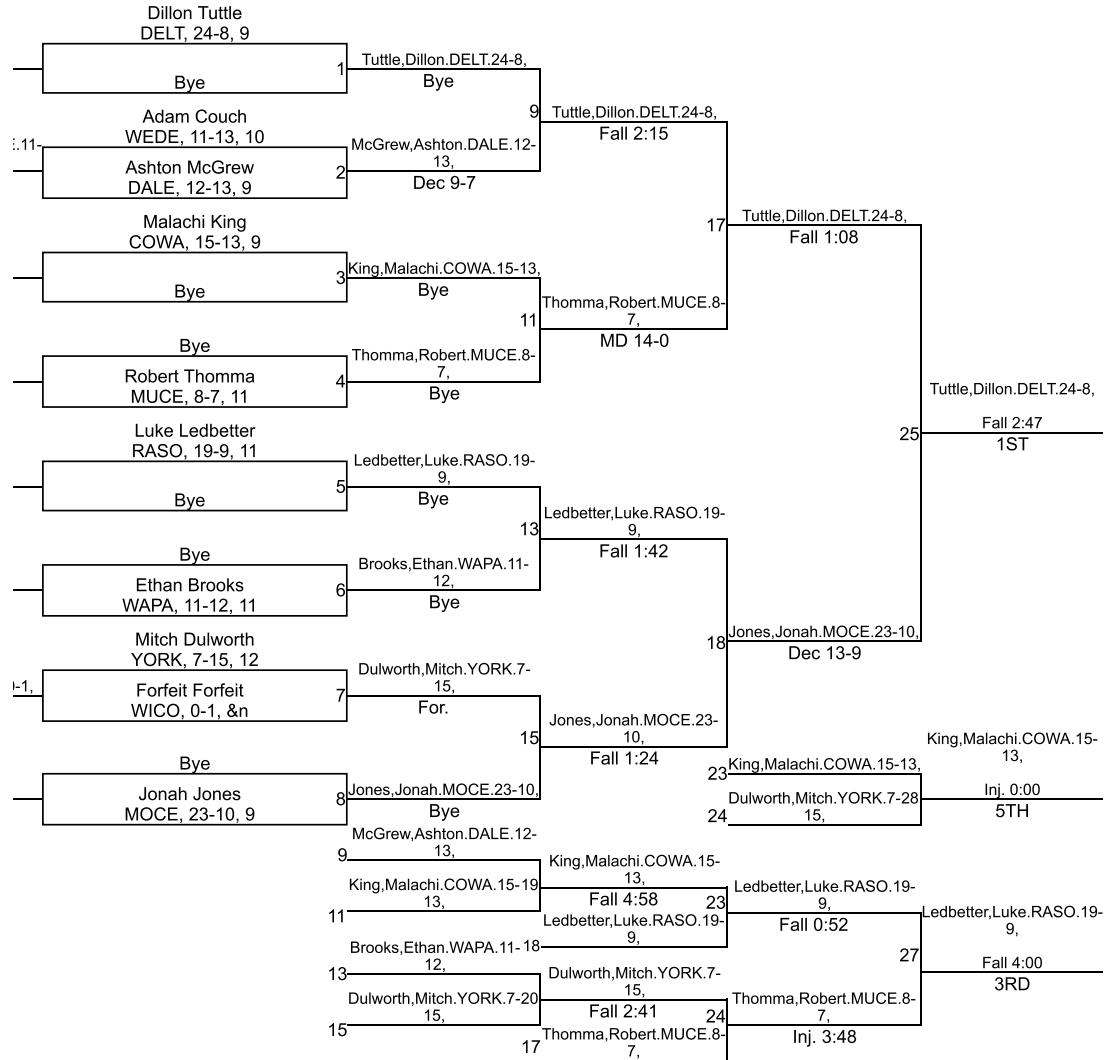 Dillon Tuttle
DELT, 24-8, 9
Bye
1
Tuttle,Dillon.DELT.24-8,
Bye
Adam Couch
WEDE, 11-13, 10
.11-
Ashton McGrew
DALE, 12-13, 9
2
McGrew,Ashton.DALE.12-
13,
Dec 9-7
9
Tuttle,Dillon.DELT.24-8,
Fall 2:15
Malachi King
COWA, 15-13, 9
Bye
3
King,Malachi.COWA.15-13,
Bye
Bye
Robert Thomma
MUCE, 8-7, 11
4
Thomma,Robert.MUCE.8-
7,
Bye
11
Thomma,Robert.MUCE.8-
7,
MD 14-0
17
Tuttle,Dillon.DELT.24-8,
Fall 1:08
Luke Ledbetter
RASO, 19-9, 11
Bye
5
Ledbetter,Luke.RASO.19-
9,
Bye
Bye
Ethan Brooks
WAPA, 11-12, 11
6
Brooks,Ethan.WAPA.11-
12,
Bye
13
Ledbetter,Luke.RASO.19-
9,
Fall 1:42
Mitch Dulworth
YORK, 7-15, 12
)-1,
Forfeit Forfeit
WICO, 0-1, &n
7
Dulworth,Mitch.YORK.7-
15,
For.
Bye
Jonah Jones
MOCE, 23-10, 9
8
Jones,Jonah.MOCE.23-10,
Bye
15
Jones,Jonah.MOCE.23-
10,
Fall 1:24
18
Jones,Jonah.MOCE.23-10,
Dec 13-9
25
Tuttle,Dillon.DELT.24-8,
Fall 2:47
1ST
23
King,Malachi.COWA.15-13,
24
Dulworth,Mitch.YORK.7-28
15,
King,Malachi.COWA.15-
13,
Inj. 0:00
5TH
9
McGrew,Ashton.DALE.12-
13,
11
King,Malachi.COWA.15-19
13,
King,Malachi.COWA.15-
13,
Fall 4:58
18
Ledbetter,Luke.RASO.19-
9,
23
Ledbetter,Luke.RASO.19-
9,
Fall 0:52
13
Brooks,Ethan.WAPA.11-
12,
15
Dulworth,Mitch.YORK.7-20
15,
Dulworth,Mitch.YORK.7-
15,
Fall 2:41
17
Thomma,Robert.MUCE.8-
7,
24
Thomma,Robert.MUCE.8-
7,
Inj. 3:48
27
Ledbetter,Luke.RASO.19-
9,
Fall 4:00
3RD